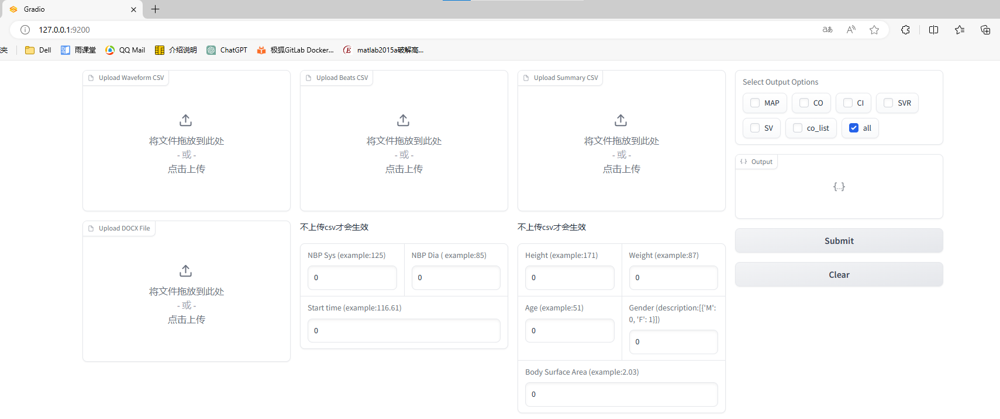 Gradio
127.0.0.1:9200
夹
Dell
雨课堂
QQ Mail
介绍说明
ChatGPT
极狐GitLab Docker...
matlab2015a破解高...
Upload Waveform CSV
将文件拖放到此处
- 或 -
点击上传
Upload Beats CSV
将文件拖放到此处
- 或 -
点击上传
Upload Summary CSV
将文件拖放到此处
- 或 -
点击上传
Select Output Options
MAP
CO
CI
SVR
SV
co_list
all
Output
{...}
Submit
Clear
Upload DOCX File
将文件拖放到此处
- 或 -
点击上传
不上传csv才会生效
NBP Sys (example:125)
0
NBP Dia ( example:85)
0
Start time (example:116.61)
0
不上传csv才会生效
Height (example:171)
0
Weight (example:87)
0
Age (example:51)
0
Gender (description:[{'M':
0, 'F': 1}])
0
Body Surface Area (example:2.03)
0